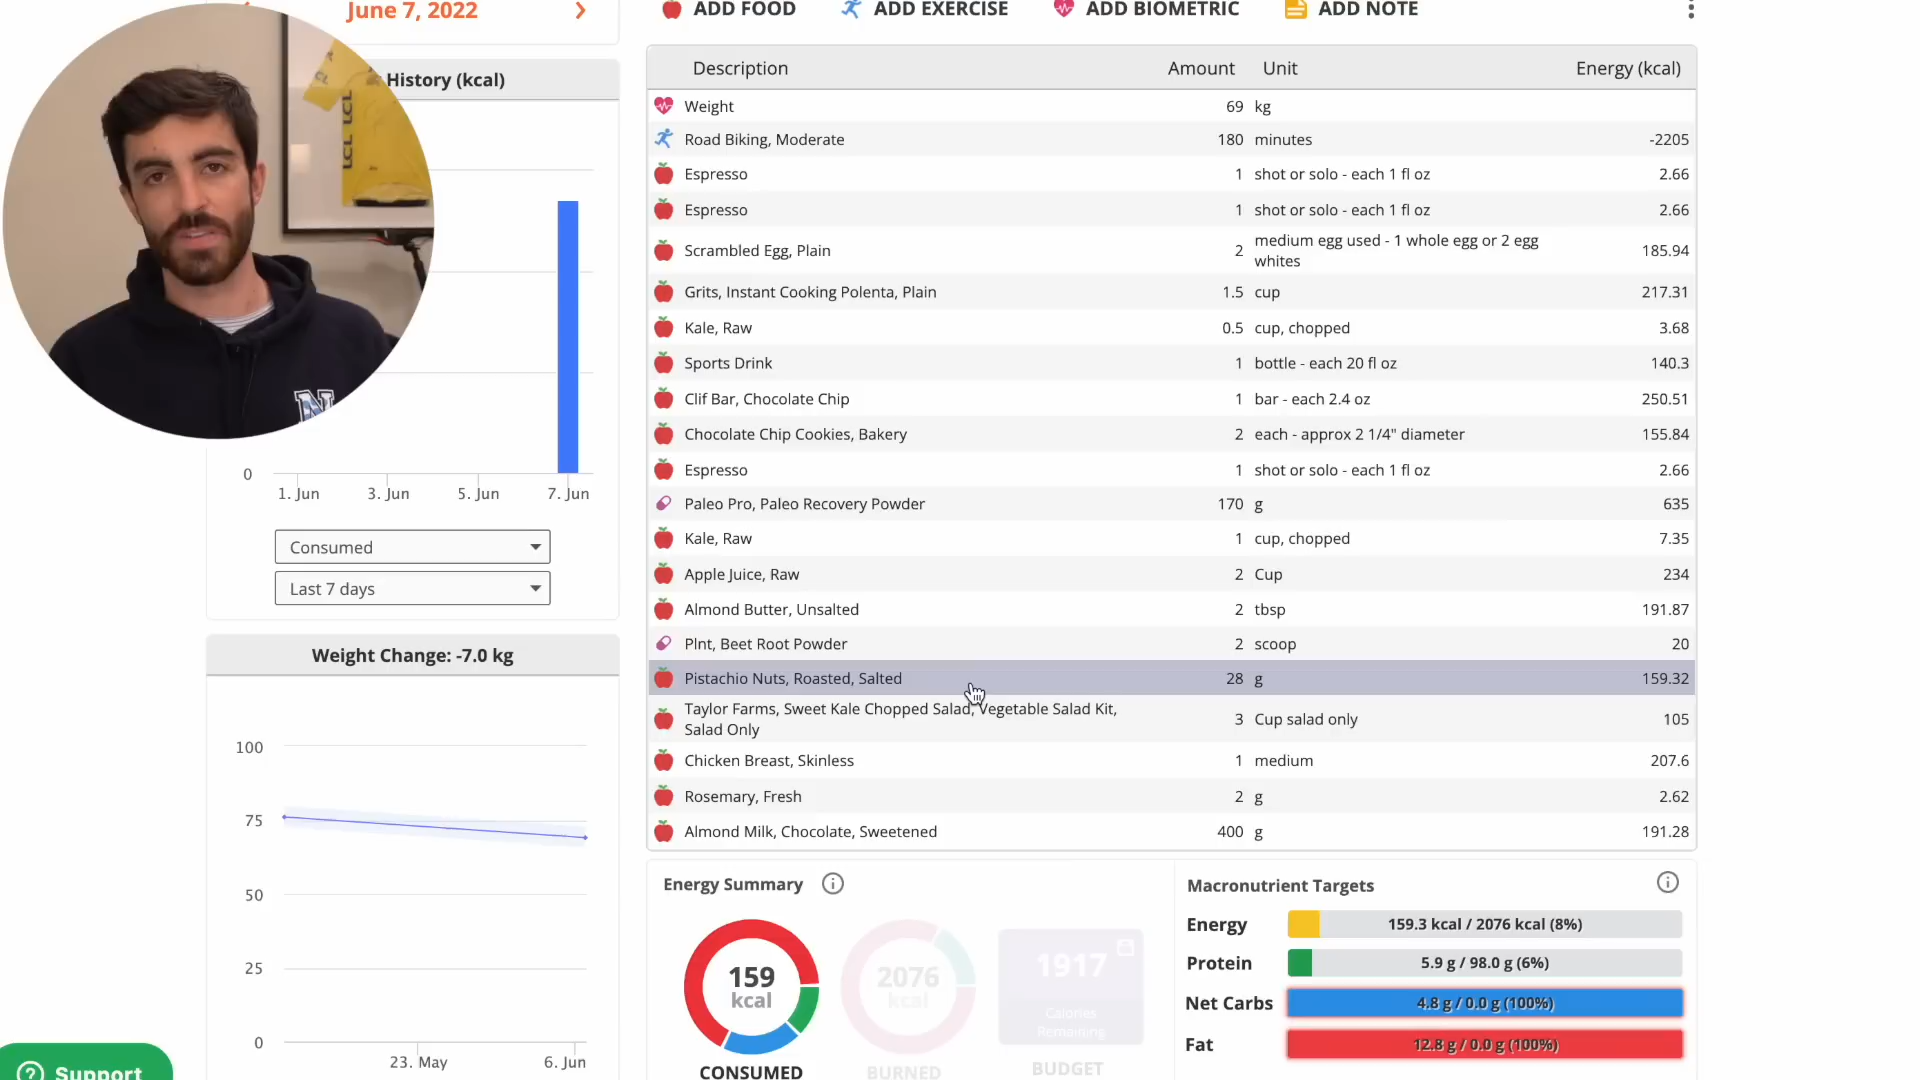 June 7, 2022
ADD FOOD
ADD EXERCISE
ADD BIOMETRIC
ADD NOTE
History (kcal)
LCL LCL
LCL
N
0
1. Jun 3. Jun 5. Jun 7. Jun
Consumed
Last 7 days
Weight Change: -7.0 kg
100
75
50
25
0
23. May 6. Jun
Support
Description Amount Unit Energy (kcal)
Weight 69 kg
Road Biking, Moderate 180 minutes -2205
Espresso 1 shot or solo - each 1 fl oz 2.66
Espresso 1 shot or solo - each 1 fl oz 2.66
Scrambled Egg, Plain 2 medium egg used - 1 whole egg or 2 egg
whites 185.94
Grits, Instant Cooking Polenta, Plain 1.5 cup 217.31
Kale, Raw 0.5 cup, chopped 3.68
Sports Drink 1 bottle - each 20 fl oz 140.3
Clif Bar, Chocolate Chip 1 bar - each 2.4 oz 250.51
Chocolate Chip Cookies, Bakery 2 each - approx 2 1/4" diameter 155.84
Espresso 1 shot or solo - each 1 fl oz 2.66
Paleo Pro, Paleo Recovery Powder 170 g 635
Kale, Raw 1 cup, chopped 7.35
Apple Juice, Raw 2 Cup 234
Almond Butter, Unsalted 2 tbsp 191.87
Plnt, Beet Root Powder 2 scoop 20
Pistachio Nuts, Roasted, Salted 28 g 159.32
Taylor Farms, Sweet Kale Chopped Salad, Vegetable Salad Kit,
Salad Only 3 Cup salad only 105
Chicken Breast, Skinless 1 medium 207.6
Rosemary, Fresh 2 g 2.62
Almond Milk, Chocolate, Sweetened 400 g 191.28
Energy Summary
159
kcal
CONSUMED
2076
kcal
BURNED
1917
Calories
Remaining
BUDGET
Macronutrient Targets
Energy 159.3 kcal / 2076 kcal (8%)
Protein 5.9 g / 98.0 g (6%)
Net Carbs 4.8 g / 0.0 g (100%)
Fat 12.8 g / 0.0 g (100%)